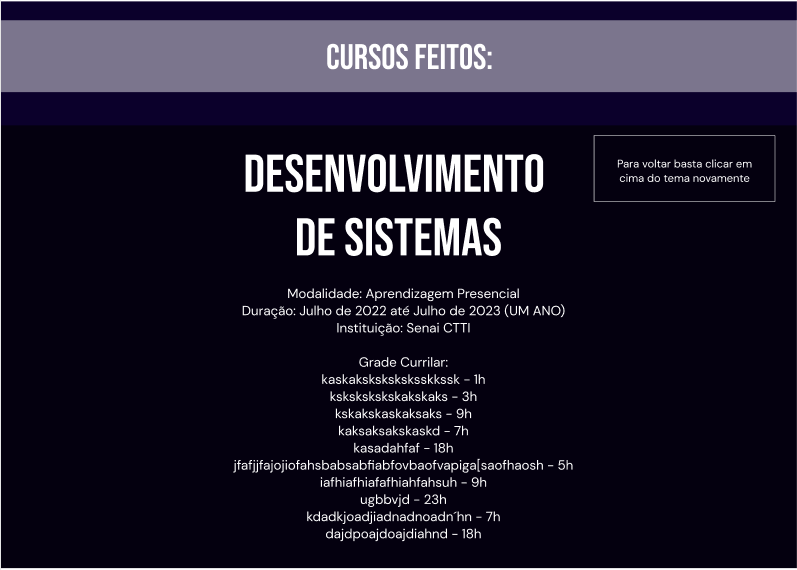 CURSOS FEITOS:
Para voltar basta clicar em
cima do tema novamente
DESENVOLVIMENTO
DE SISTEMAS
Modalidade: Aprendizagem Presencial
Duração: Julho de 2022 até Julho de 2023 (UM ANO)
Instituição: Senai CTTI
Grade Currilar:
kaskakskskskssskkssk - 1h
ksksksksksksakskaks - 3h
kskakskaskaksaks - 9h
kaksaksakskaskd - 7h
kasadahfaf - 18h
jfafjjfajojiofahsbabsabfiabfovbaofvapiga[saofhaosh - 5h
iafhiafhiafafhiahfahsuh - 9h
ugbbvjd - 23h
kdadkjoadjiadnadnoadn´hn - 7h
dajdpoajdoajdiahnd - 18h